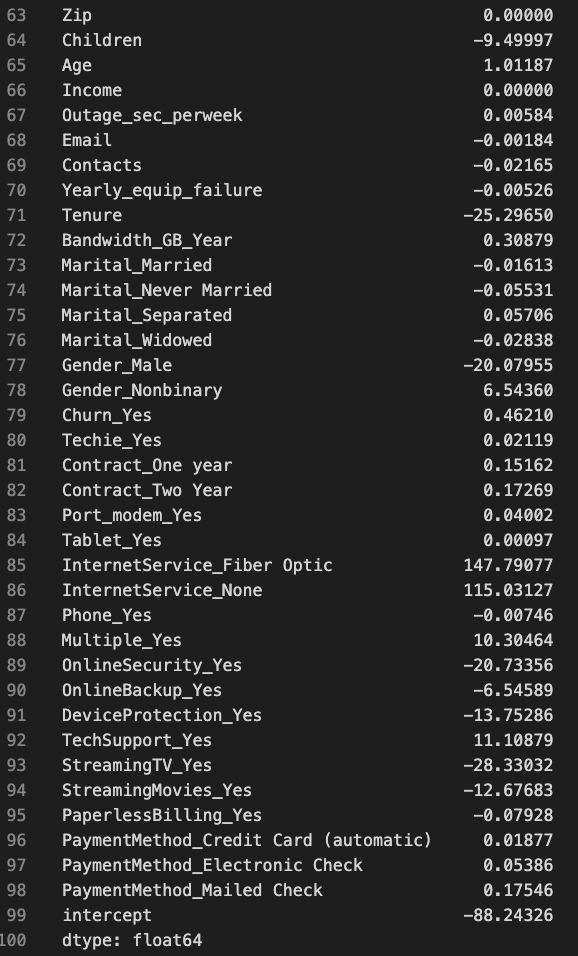 63 Zip 0.00000
64 Children -9.49997
65 Age 1.01187
66 Income 0.00000
67 Outage_sec_perweek 0.00584
68 Email -0.00184
69 Contacts -0.02165
70 Yearly_equip_failure -0.00526
71 Tenure -25.29650
72 Bandwidth_GB_Year 0.30879
73 Marital_Married -0.01613
74 Marital_Never Married -0.05531
75 Marital_Separated 0.05706
76 Marital_Widowed -0.02838
77 Gender_Male -20.07955
78 Gender_Nonbinary 6.54360
79 Churn_Yes 0.46210
80 Techie_Yes 0.02119
81 Contract_One year 0.15162
82 Contract_Two Year 0.17269
83 Port_modem_Yes 0.04002
84 Tablet_Yes 0.00097
85 InternetService_Fiber Optic 147.79077
86 InternetService_None 115.03127
87 Phone_Yes -0.00746
88 Multiple_Yes 10.30464
89 OnlineSecurity_Yes -20.73356
90 OnlineBackup_Yes -6.54589
91 DeviceProtection_Yes -13.75286
92 TechSupport_Yes 11.10879
93 StreamingTV_Yes -28.33032
94 StreamingMovies_Yes -12.67683
95 PaperlessBilling_Yes -0.07928
96 PaymentMethod_Credit Card (automatic) 0.01877
97 PaymentMethod_Electronic Check 0.05386
98 PaymentMethod_Mailed Check 0.17546
99 intercept -88.24326
100 dtype: float64